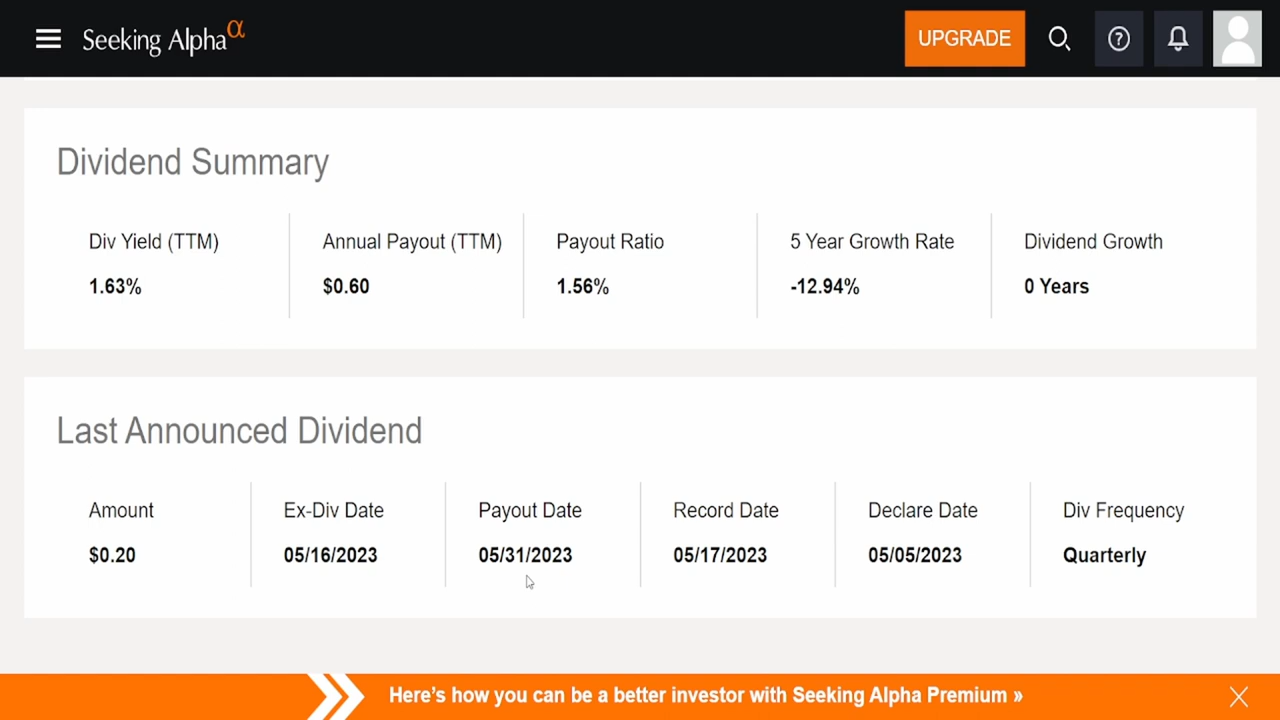 Seeking Alphaα
UPGRADE
Dividend Summary
Div Yield (TTM) Annual Payout (TTM) Payout Ratio 5 Year Growth Rate Dividend Growth
1.63% $0.60 1.56% -12.94% 0 Years
Last Announced Dividend
Amount Ex-Div Date Payout Date Record Date Declare Date Div Frequency
$0.20 05/16/2023 05/31/2023 05/17/2023 05/05/2023 Quarterly
Here’s how you can be a better investor with Seeking Alpha Premium »